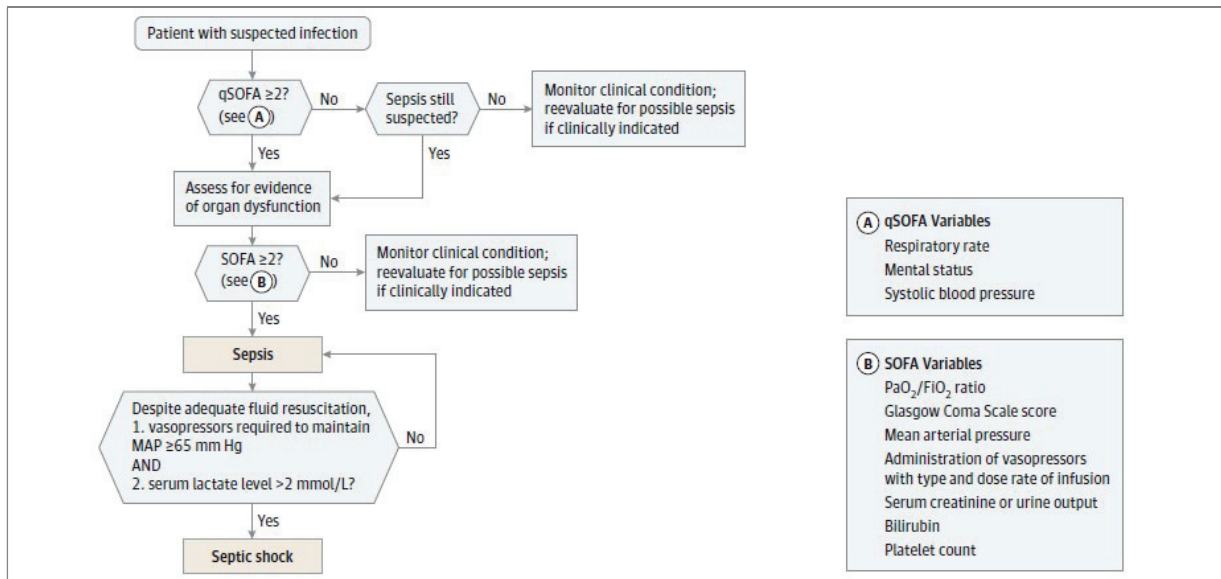 Patient with suspected infection
qSOFA ≥2?
(see A)
No
Sepsis still
suspected?
No
Monitor clinical condition;
reevaluate for possible sepsis
if clinically indicated
Yes
Yes
Assess for evidence
of organ dysfunction
SOFA ≥2?
(see B)
No
Monitor clinical condition;
reevaluate for possible sepsis
if clinically indicated
Yes
Sepsis
Despite adequate fluid resuscitation,
1. vasopressors required to maintain
MAP ≥65 mm Hg
AND
2. serum lactate level >2 mmol/L?
No
Yes
Septic shock
A qSOFA Variables
Respiratory rate
Mental status
Systolic blood pressure
B SOFA Variables
PaO₂/FiO₂ ratio
Glasgow Coma Scale score
Mean arterial pressure
Administration of vasopressors
with type and dose rate of infusion
Serum creatinine or urine output
Bilirubin
Platelet count